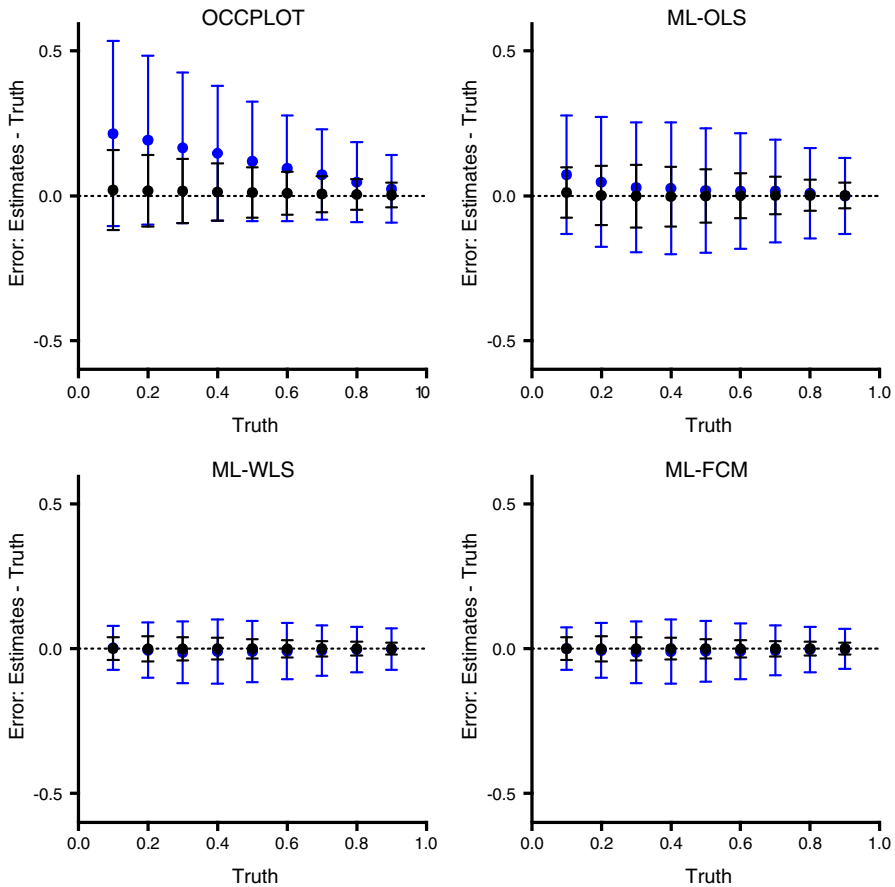 OCCPLOT
Error: Estimates - Truth
0.5
0.0
-0.5
0.0 0.2 0.4 0.6 0.8 10
Truth
ML-OLS
Error: Estimates - Truth
0.5
0.0
-0.5
0.0 0.2 0.4 0.6 0.8 1.0
Truth
ML-WLS
Error: Estimates - Truth
0.5
0.0
-0.5
0.0 0.2 0.4 0.6 0.8 1.0
Truth
ML-FCM
Error: Estimates - Truth
0.5
0.0
-0.5
0.0 0.2 0.4 0.6 0.8 1.0
Truth